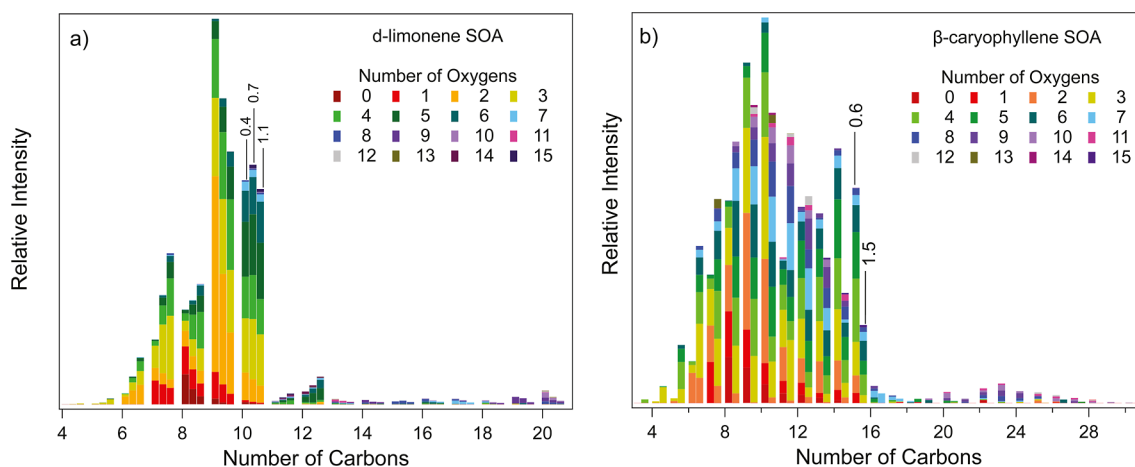 a)
d-limonene SOA
Number of Oxygens
0 1 2 3
4 5 6 7
8 9 10 11
12 13 14 15
0.4
0.7
1.1
Relative Intensity
4 6 8 10 12 14 16 18 20
Number of Carbons
b)
β-caryophyllene SOA
Number of Oxygens
0 1 2 3
4 5 6 7
8 9 10 11
12 13 14 15
0.6
1.5
Relative Intensity
4 8 12 16 20 24 28
Number of Carbons